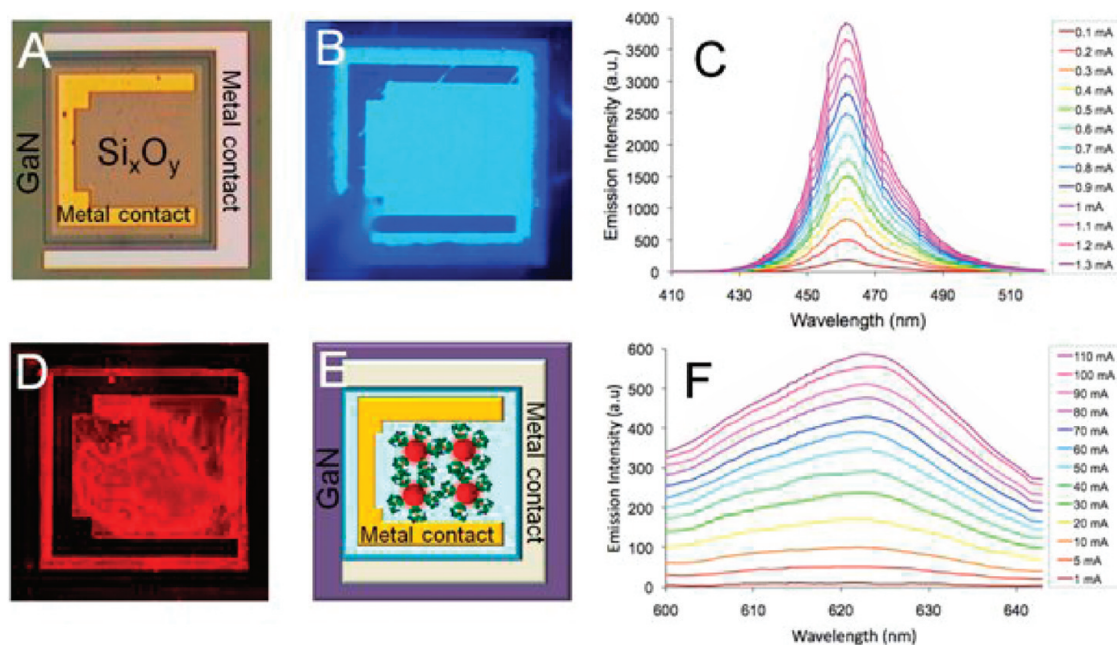 A
GaN
SixOy
Metal contact
Metal contact
B
C
Emission Intensity (a.u.)
4000
3500
3000
2500
2000
1500
1000
500
0
410
430
450
470
490
510
Wavelength (nm)
0.1 mA
0.2 mA
0.3 mA
0.4 mA
0.5 mA
0.6 mA
0.7 mA
0.8 mA
0.9 mA
1 mA
1.1 mA
1.2 mA
1.3 mA
D
E
GaN
Metal contact
Metal contact
F
Emission Intensity (a.u)
600
500
400
300
200
100
0
600
610
620
630
640
Wavelength (nm)
110 mA
100 mA
90 mA
80 mA
70 mA
60 mA
50 mA
40 mA
30 mA
20 mA
10 mA
5 mA
1 mA